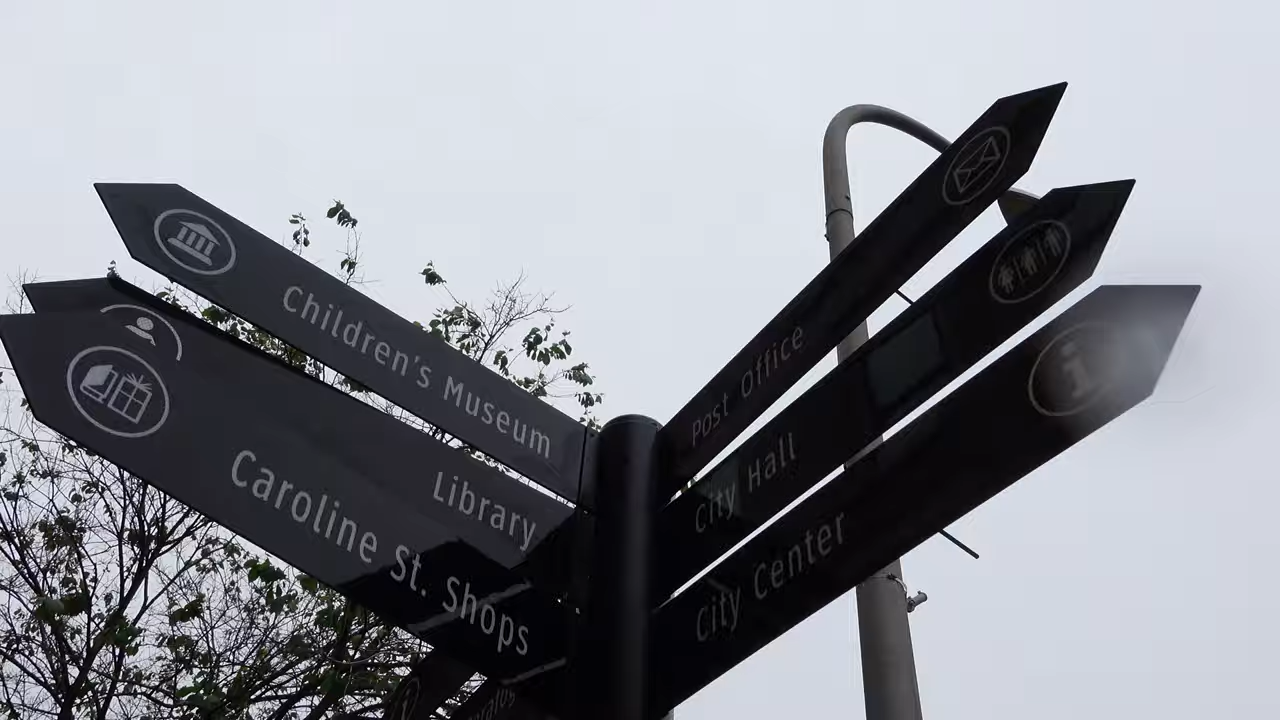 Children's Museum
Library
Caroline St. Shops
Post Office
City Hall
City Center